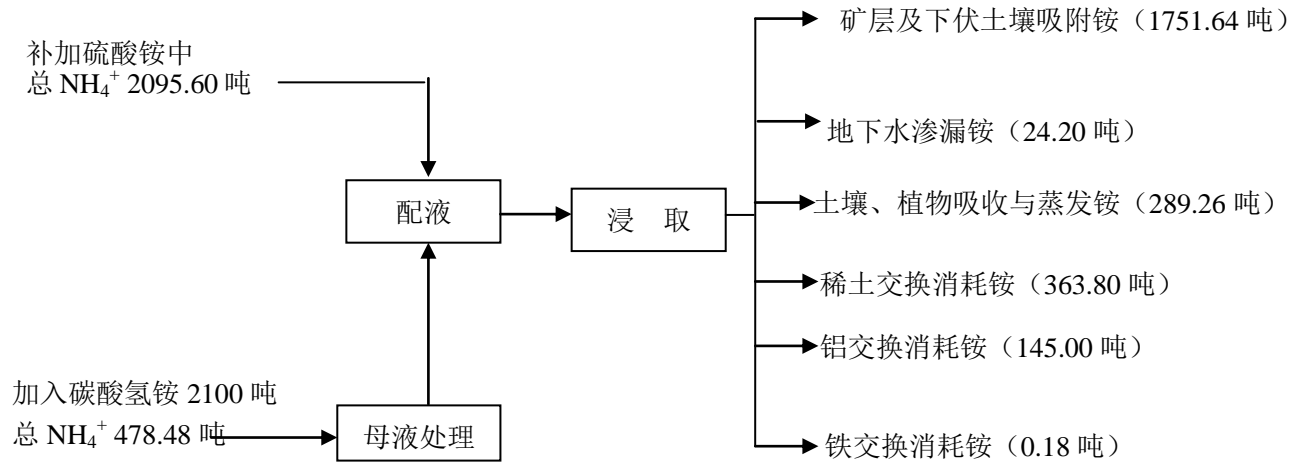 矿层及下伏土壤吸附铵（1751.64 吨）
补加硫酸铵中
总 NH₄⁺ 2095.60 吨
地下水渗漏铵（24.20 吨）
配液
浸 取
土壤、植物吸收与蒸发铵（289.26 吨）
稀土交换消耗铵（363.80 吨）
铝交换消耗铵（145.00 吨）
加入碳酸氢铵 2100 吨
总 NH₄⁺ 478.48 吨
母液处理
铁交换消耗铵（0.18 吨）